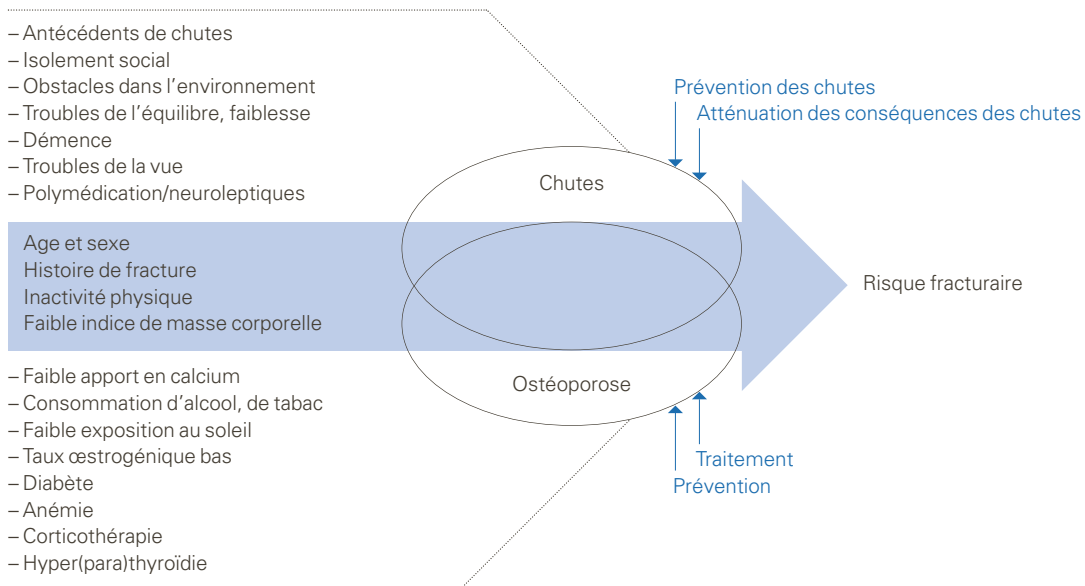 – Antécédents de chutes
– Isolement social
– Obstacles dans l'environnement
– Troubles de l'équilibre, faiblesse
– Démence
– Troubles de la vue
– Polymédication/neuroleptiques
Prévention des chutes
Atténuation des conséquences des chutes
Chutes
Age et sexe
Histoire de fracture
Inactivité physique
Faible indice de masse corporelle
Risque fracturaire
– Faible apport en calcium
– Consommation d'alcool, de tabac
– Faible exposition au soleil
– Taux œstrogénique bas
– Diabète
– Anémie
– Corticothérapie
– Hyper(para)thyroïdie
Ostéoporose
Traitement
Prévention